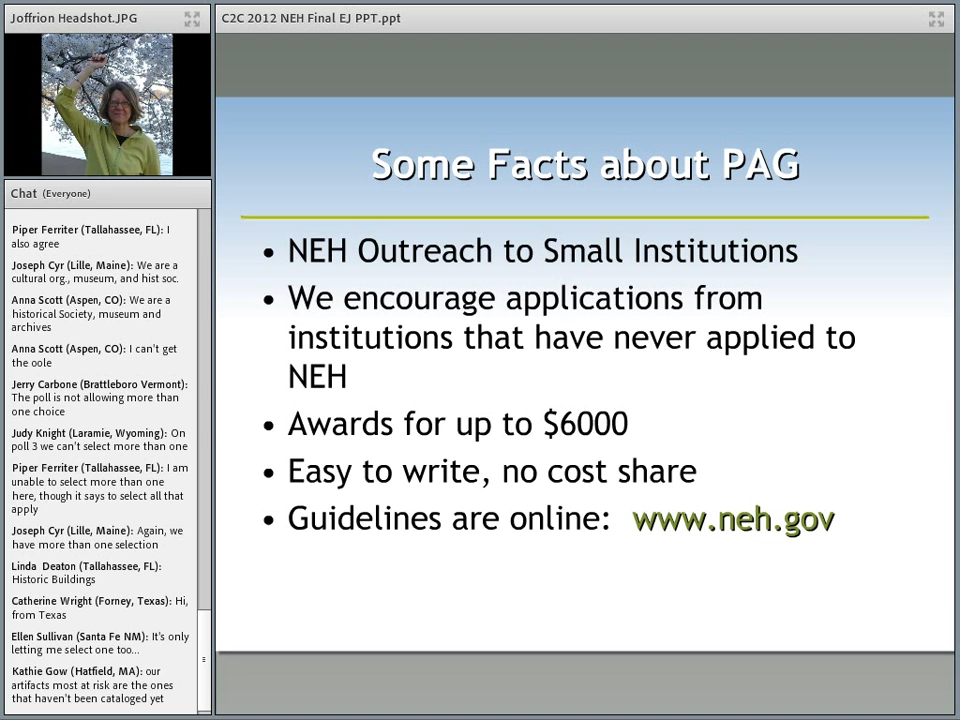 Joffrion Headshot.JPG
C2C 2012 NEH Final EJ PPT.ppt
Chat (Everyone)
Piper Ferriter (Tallahassee, FL): I
also agree
Joseph Cyr (Lille, Maine): We are a
cultural org., museum, and hist soc.
Anna Scott (Aspen, CO): We are a
historical Society, museum and
archives
Anna Scott (Aspen, CO): I can't get
the oole
Jerry Carbone (Brattleboro Vermont):
The poll is not allowing more than
one choice
Judy Knight (Laramie, Wyoming): On
poll 3 we can't select more than one
Piper Ferriter (Tallahassee, FL): I am
unable to select more than one
here, though it says to select all that
apply
Joseph Cyr (Lille, Maine): Again, we
have more than one selection
Linda Deaton (Tallahassee, FL):
Historic Buildings
Catherine Wright (Forney, Texas): Hi,
from Texas
Ellen Sullivan (Santa Fe NM): It's only
letting me select one too...
Kathie Gow (Hatfield, MA): our
artifacts most at risk are the ones
that haven't been cataloged yet
Some Facts about PAG
• NEH Outreach to Small Institutions
• We encourage applications from
institutions that have never applied to
NEH
• Awards for up to $6000
• Easy to write, no cost share
• Guidelines are online: www.neh.gov